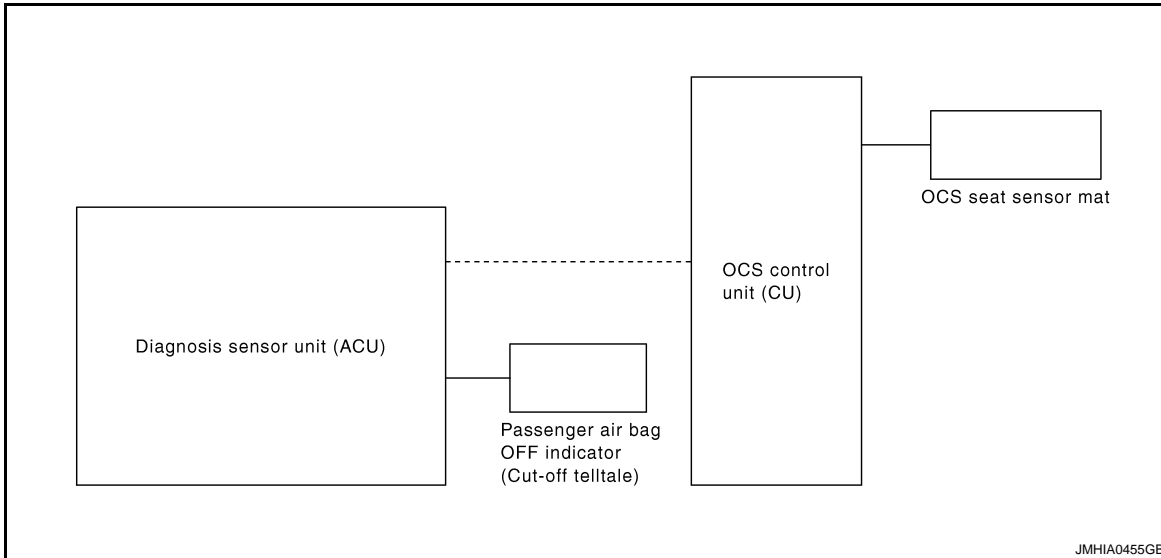 OCS seat sensor mat
OCS control
unit (CU)
Diagnosis sensor unit (ACU)
Passenger air bag
OFF indicator
(Cut-off telltale)
JMHIA0455GB